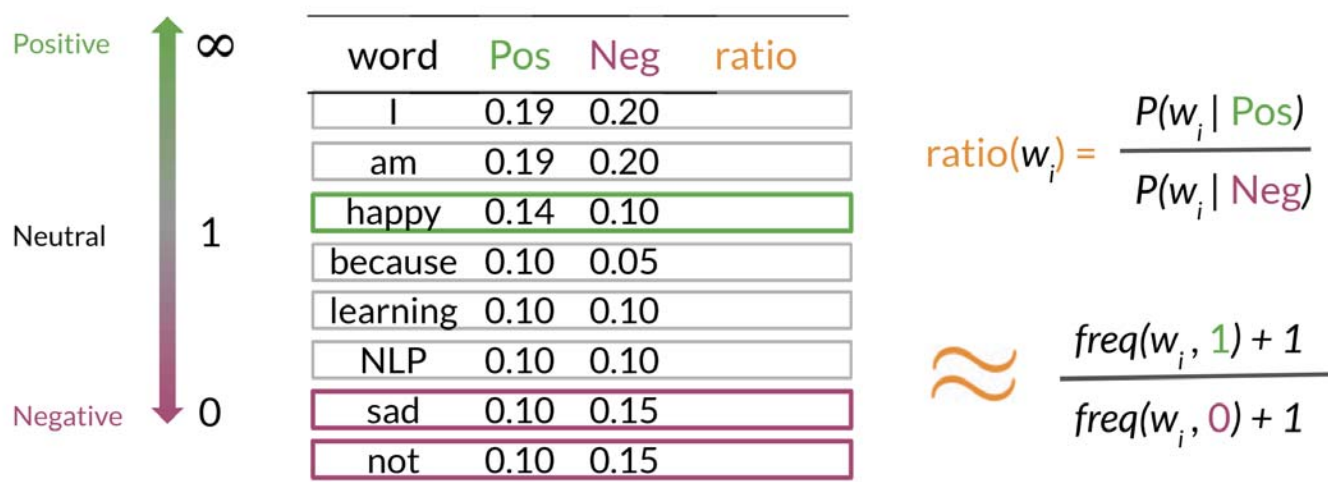 Positive ∞
Neutral 1
Negative 0
word Pos Neg ratio
I 0.19 0.20
am 0.19 0.20
happy 0.14 0.10
because 0.10 0.05
learning 0.10 0.10
NLP 0.10 0.10
sad 0.10 0.15
not 0.10 0.15
ratio(wᵢ) = P(wᵢ | Pos) / P(wᵢ | Neg)
≈ freq(wᵢ, 1) + 1 / freq(wᵢ, 0) + 1